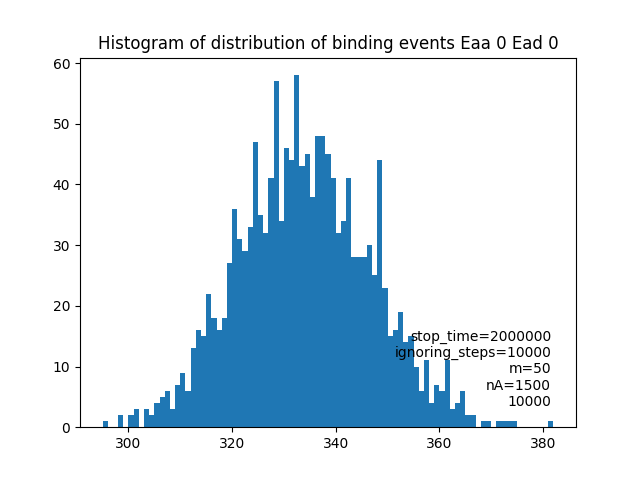 Histogram of distribution of binding events Eaa 0 Ead 0
60
50
40
30
20
10
0
stop_time=2000000
ignoring_steps=10000
m=50
nA=1500
10000
300 320 340 360 380